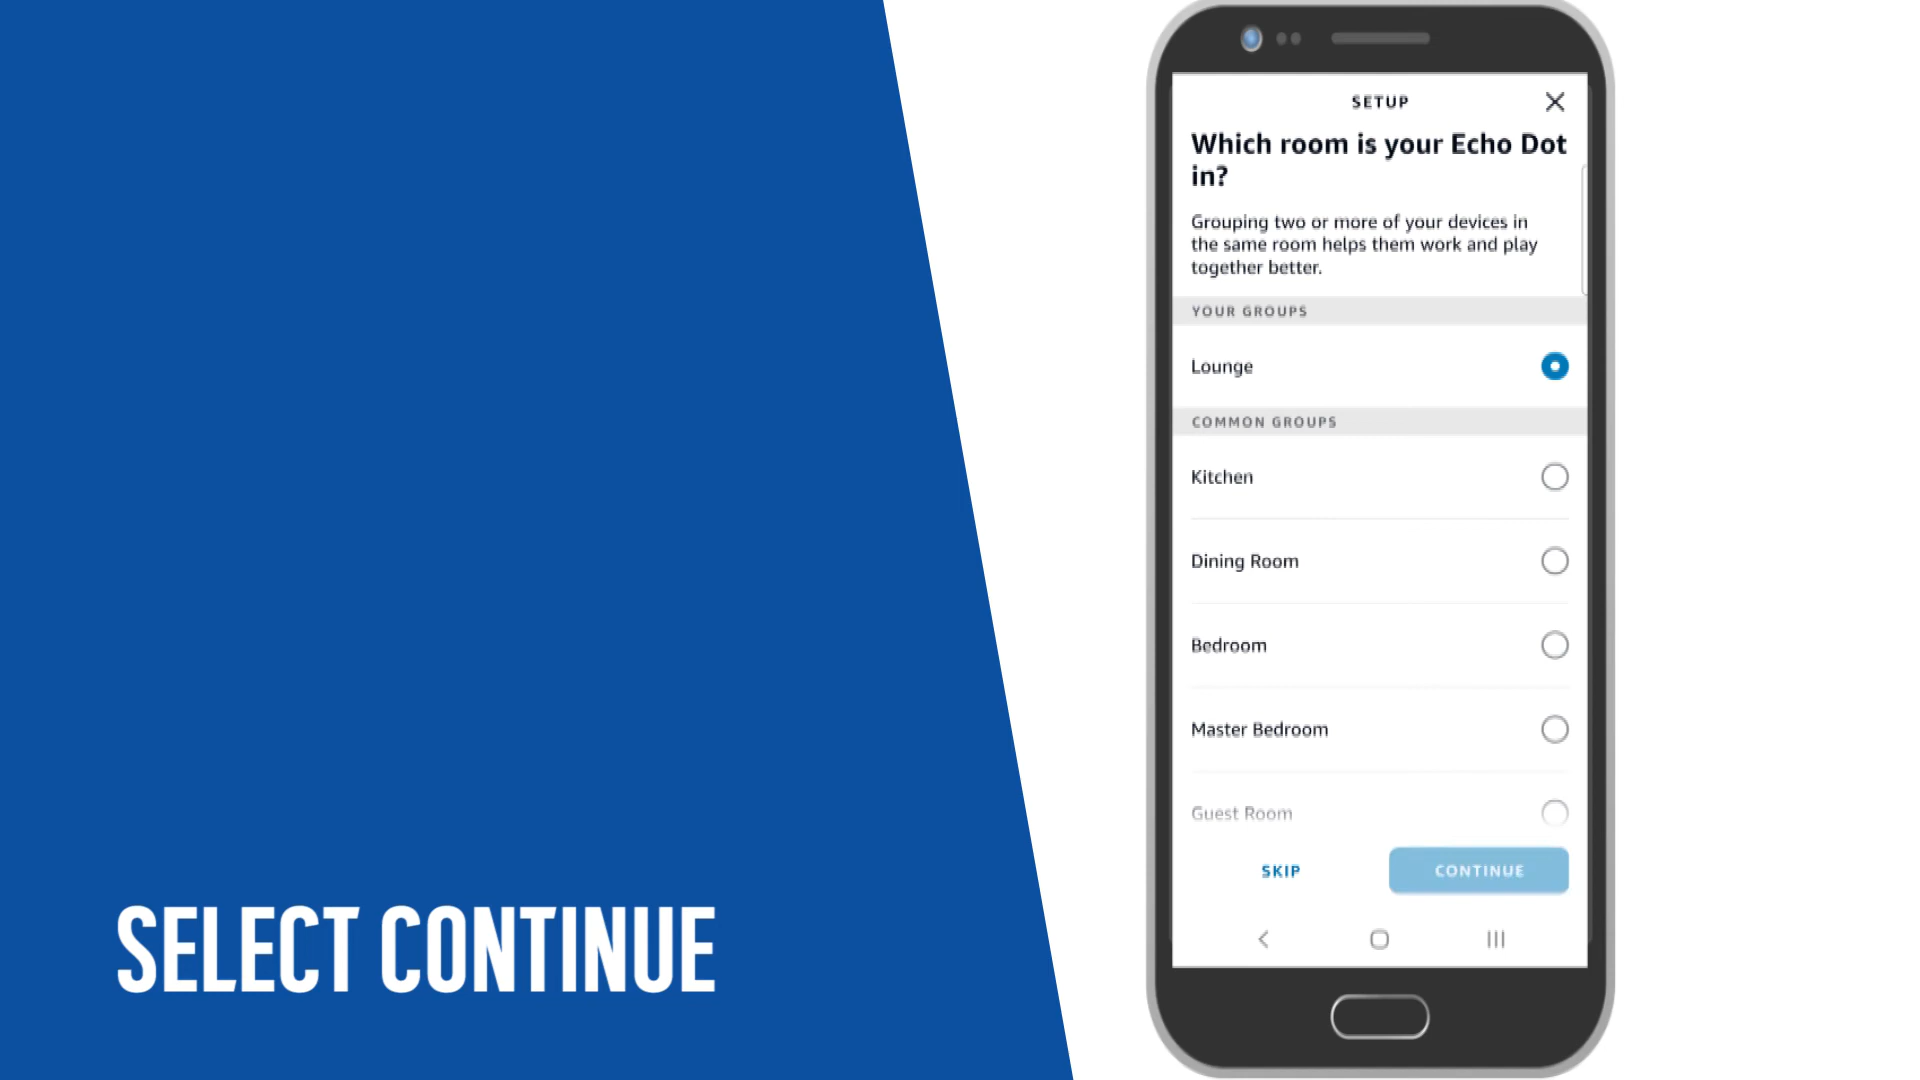 SELECT CONTINUE
SETUP
Which room is your Echo Dot
in?
Grouping two or more of your devices in
the same room helps them work and play
together better.
YOUR GROUPS
Lounge
COMMON GROUPS
Kitchen
Dining Room
Bedroom
Master Bedroom
Guest Room
SKIP
CONTINUE